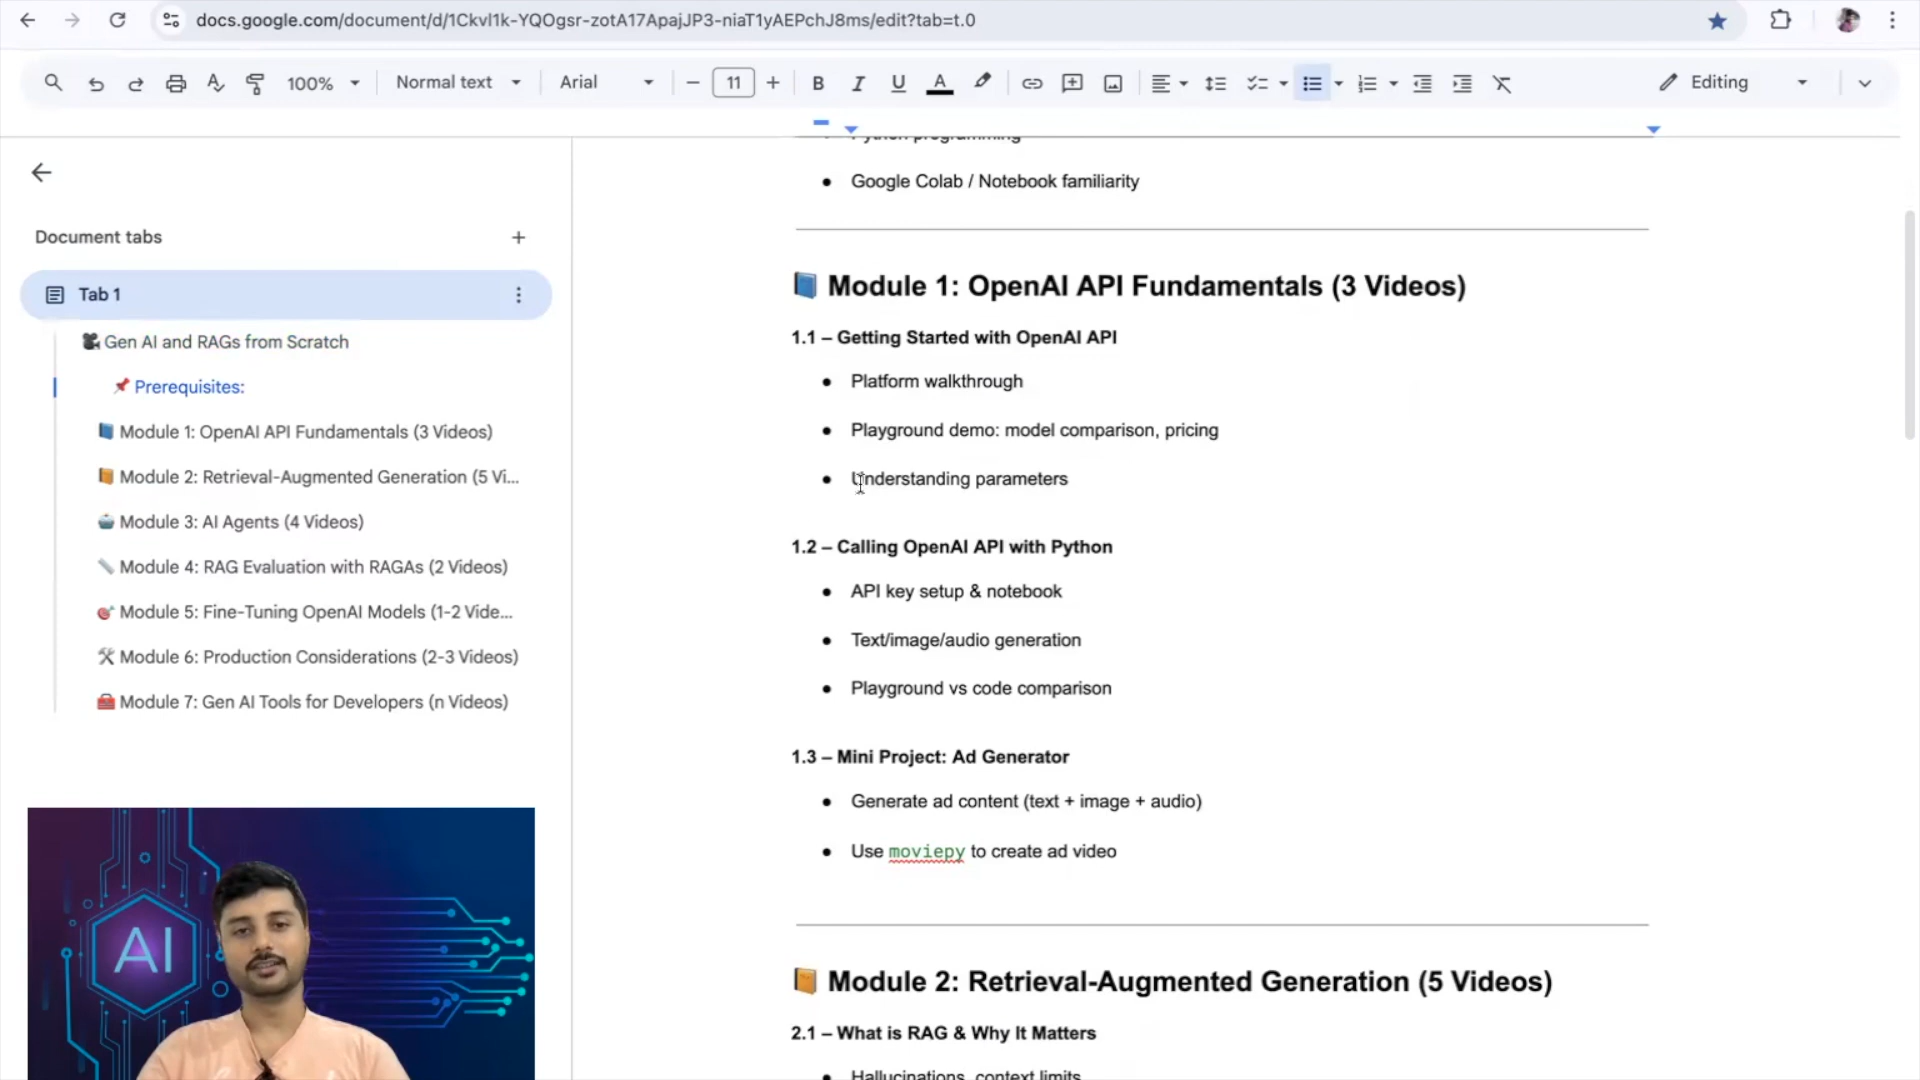 docs.google.com/document/d/1CkvI1k-YQOgsr-zotA17ApajJP3-niaT1yAEPchJ8ms/edit?tab=t.0
100%
Normal text
Arial
11
B I U A
Editing
Document tabs
Tab 1
Gen AI and RAGs from Scratch
Prerequisites:
Module 1: OpenAI API Fundamentals (3 Videos)
Module 2: Retrieval-Augmented Generation (5 Vi...
Module 3: AI Agents (4 Videos)
Module 4: RAG Evaluation with RAGAs (2 Videos)
Module 5: Fine-Tuning OpenAI Models (1-2 Vide...
Module 6: Production Considerations (2-3 Videos)
Module 7: Gen AI Tools for Developers (n Videos)
AI
Python programming
Google Colab / Notebook familiarity
Module 1: OpenAI API Fundamentals (3 Videos)
1.1 – Getting Started with OpenAI API
Platform walkthrough
Playground demo: model comparison, pricing
Understanding parameters
1.2 – Calling OpenAI API with Python
API key setup & notebook
Text/image/audio generation
Playground vs code comparison
1.3 – Mini Project: Ad Generator
Generate ad content (text + image + audio)
Use moviepy to create ad video
Module 2: Retrieval-Augmented Generation (5 Videos)
2.1 – What is RAG & Why It Matters
Hallucinations, context limits